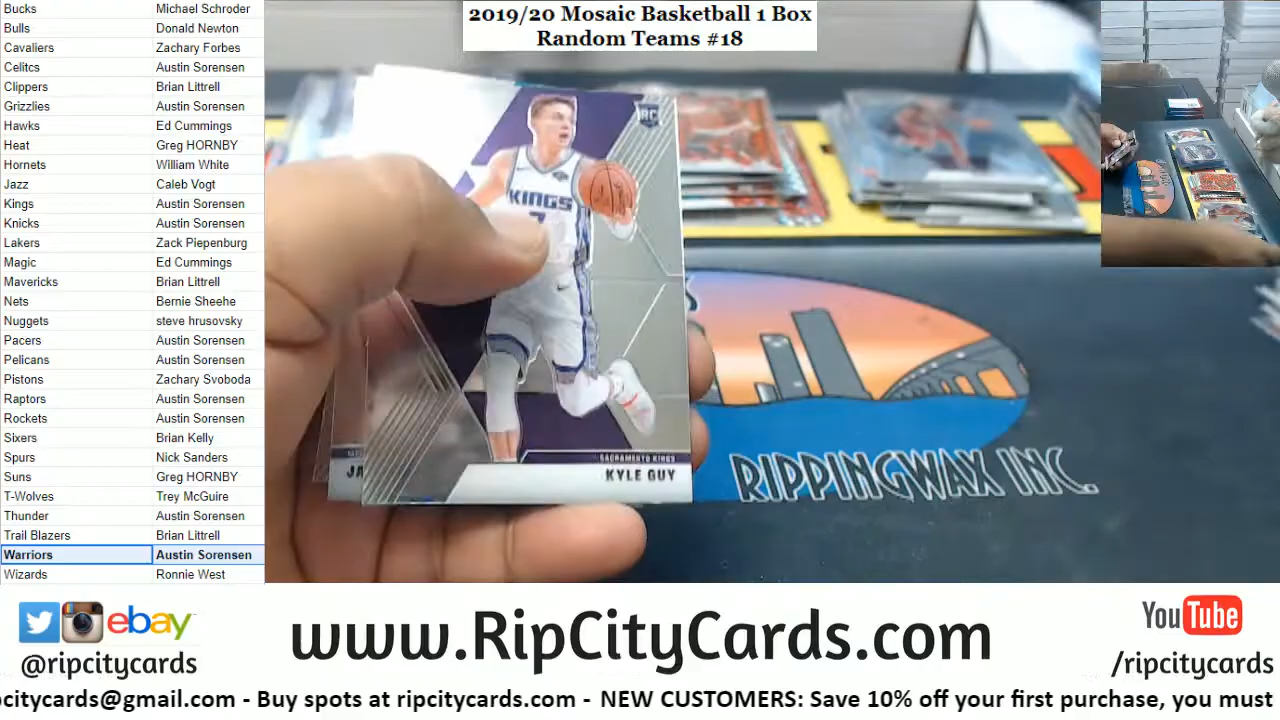 2019/20 Mosaic Basketball 1 Box
Random Teams #18
Bucks Michael Schroder
Bulls Donald Newton
Cavaliers Zachary Forbes
Celitcs Austin Sorensen
Clippers Brian Littrell
Grizzlies Austin Sorensen
Hawks Ed Cummings
Heat Greg HORNBY
Hornets William White
Jazz Caleb Vogt
Kings Austin Sorensen
Knicks Austin Sorensen
Lakers Zack Piepenburg
Magic Ed Cummings
Mavericks Brian Littrell
Nets Bernie Sheehe
Nuggets steve hrusovsky
Pacers Austin Sorensen
Pelicans Austin Sorensen
Pistons Zachary Svoboda
Raptors Austin Sorensen
Rockets Austin Sorensen
Sixers Brian Kelly
Spurs Nick Sanders
Suns Greg HORNBY
T-Wolves Trey McGuire
Thunder Austin Sorensen
Trail Blazers Brian Littrell
Warriors Austin Sorensen
Wizards Ronnie West
RC
KINGS
SACRAMENTO KINGS
KYLE GUY
JA
RIPPINGWAX INC.
ebay
@ripcitycards
www.RipCityCards.com
YouTube
/ripcitycards
citycards@gmail.com - Buy spots at ripcitycards.com - NEW CUSTOMERS: Save 10% off your first purchase, you must